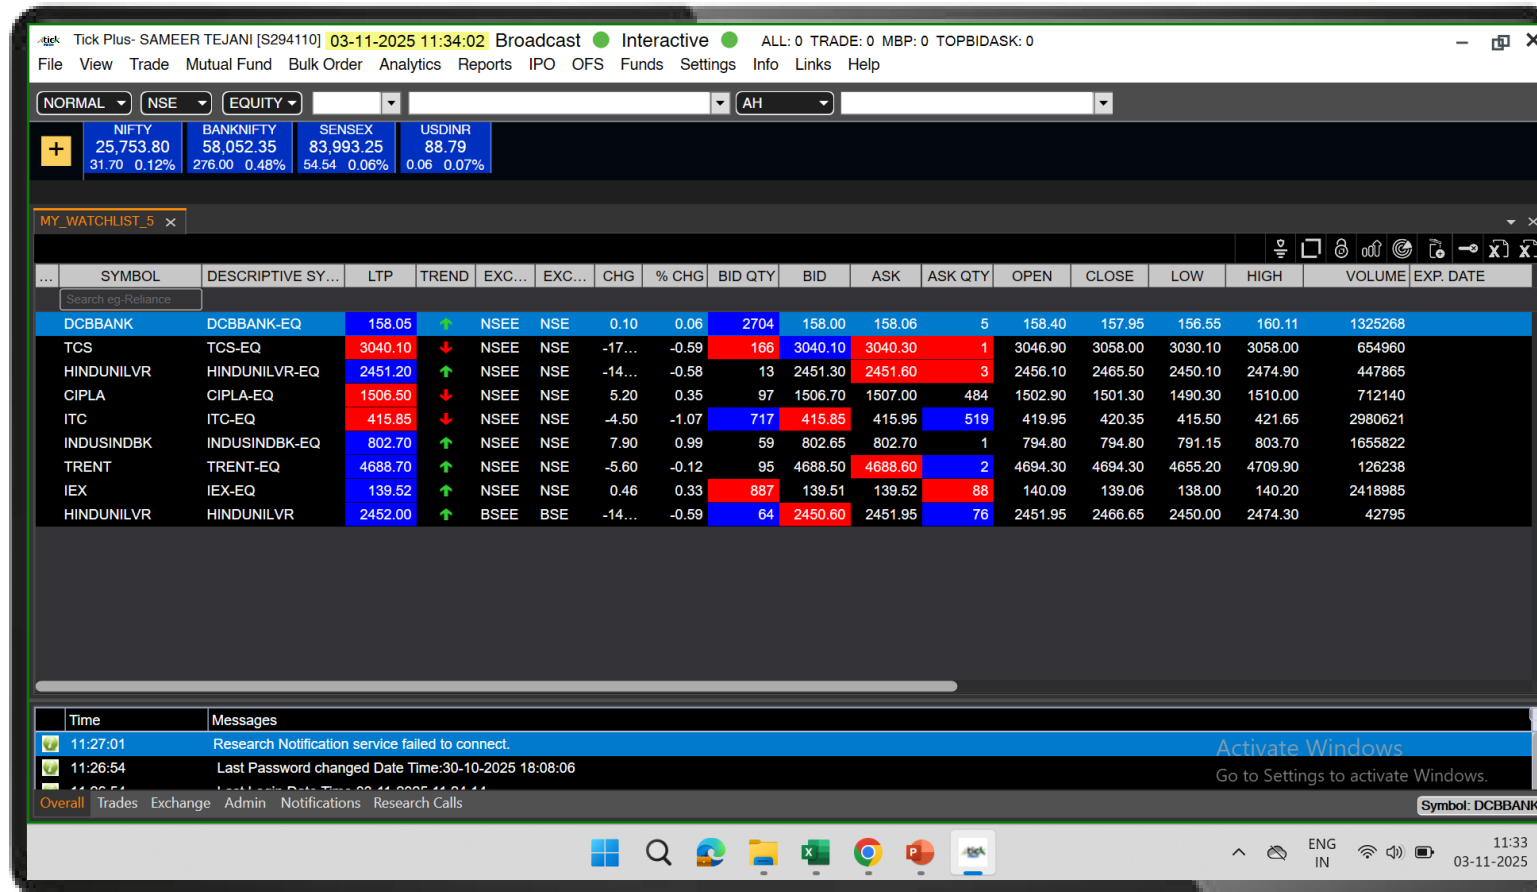 tick Tick Plus- SAMEER TEJANI [S294110] 03-11-2025 11:34:02 Broadcast Interactive ALL: 0 TRADE: 0 MBP: 0 TOPBIDASK: 0
File View Trade Mutual Fund Bulk Order Analytics Reports IPO OFS Funds Settings Info Links Help
NORMAL NSE EQUITY AH
NIFTY BANKNIFTY SENSEX USDINR
25,753.80 58,052.35 83,993.25 88.79
31.70 0.12% 276.00 0.48% 54.54 0.06% 0.06 0.07%
MY_WATCHLIST_5
... SYMBOL DESCRIPTIVE SY... LTP TREND EXC... EXC... CHG % CHG BID QTY BID ASK ASK QTY OPEN CLOSE LOW HIGH VOLUME EXP. DATE
Search eg-Reliance
DCBBANK DCBBANK-EQ 158.05 NSEE NSE 0.10 0.06 2704 158.00 158.06 5 158.40 157.95 156.55 160.11 1325268
TCS TCS-EQ 3040.10 NSEE NSE -17... -0.59 166 3040.10 3040.30 1 3046.90 3058.00 3030.10 3058.00 654960
HINDUNILVR HINDUNILVR-EQ 2451.20 NSEE NSE -14... -0.58 13 2451.30 2451.60 3 2456.10 2465.50 2450.10 2474.90 447865
CIPLA CIPLA-EQ 1506.50 NSEE NSE 5.20 0.35 97 1506.70 1507.00 484 1502.90 1501.30 1490.30 1510.00 712140
ITC ITC-EQ 415.85 NSEE NSE -4.50 -1.07 717 415.85 415.95 519 419.95 420.35 415.50 421.65 2980621
INDUSINDBK INDUSINDBK-EQ 802.70 NSEE NSE 7.90 0.99 59 802.65 802.70 1 794.80 794.80 791.15 803.70 1655822
TRENT TRENT-EQ 4688.70 NSEE NSE -5.60 -0.12 95 4688.50 4688.60 2 4694.30 4694.30 4655.20 4709.90 126238
IEX IEX-EQ 139.52 NSEE NSE 0.46 0.33 887 139.51 139.52 88 140.09 139.06 138.00 140.20 2418985
HINDUNILVR HINDUNILVR 2452.00 BSEE BSE -14... -0.59 64 2450.60 2451.95 76 2451.95 2466.65 2450.00 2474.30 42795
Time Messages
11:27:01 Research Notification service failed to connect.
11:26:54 Last Password changed Date Time:30-10-2025 18:08:06
Activate Windows
Go to Settings to activate Windows.
Overall Trades Exchange Admin Notifications Research Calls Symbol: DCBBANK
ENG IN 11:33
03-11-2025